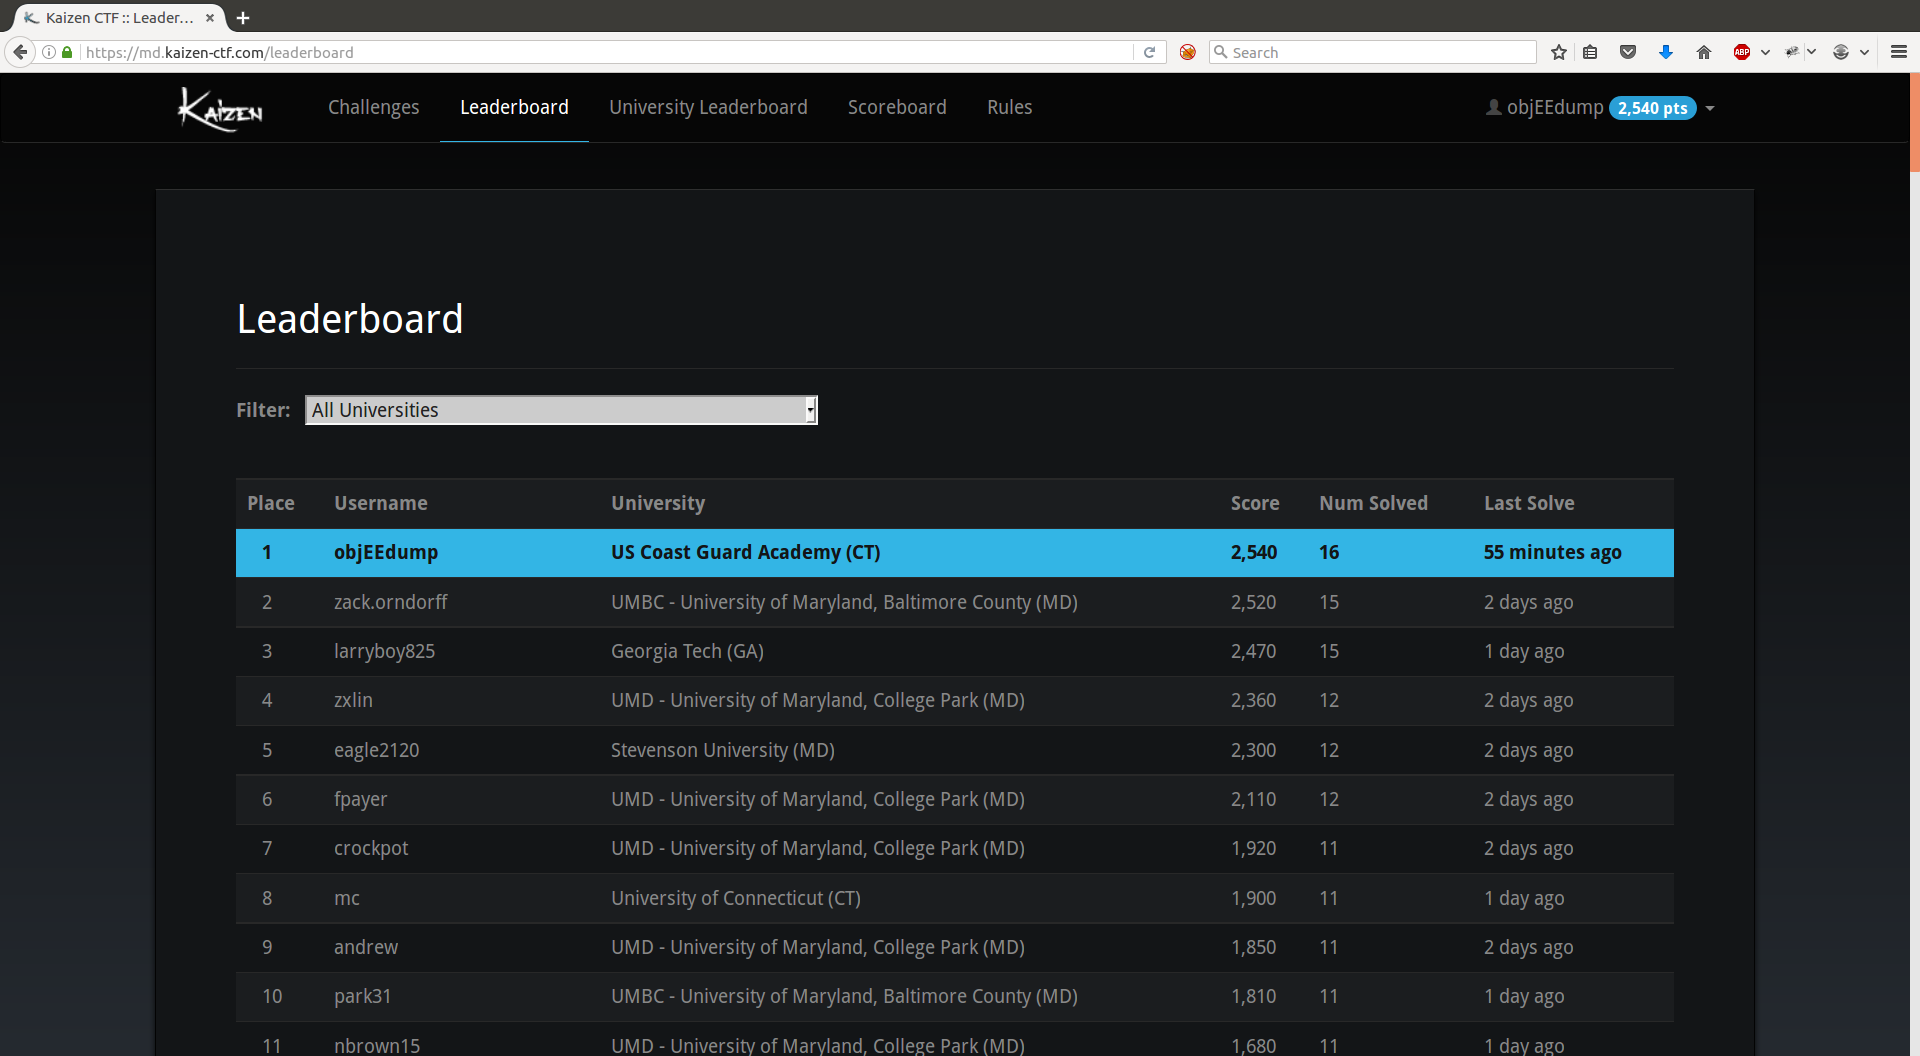 Kaizen CTF :: Leader...
https://md.kaizen-ctf.com/leaderboard
Search
ABP
Kaizen
Challenges
Leaderboard
University Leaderboard
Scoreboard
Rules
objEEdump 2,540 pts
Leaderboard
Filter: All Universities
Place Username University Score Num Solved Last Solve
1 objEEdump US Coast Guard Academy (CT) 2,540 16 55 minutes ago
2 zack.orndorff UMBC - University of Maryland, Baltimore County (MD) 2,520 15 2 days ago
3 larryboy825 Georgia Tech (GA) 2,470 15 1 day ago
4 zxlin UMD - University of Maryland, College Park (MD) 2,360 12 2 days ago
5 eagle2120 Stevenson University (MD) 2,300 12 2 days ago
6 fpayer UMD - University of Maryland, College Park (MD) 2,110 12 2 days ago
7 crockpot UMD - University of Maryland, College Park (MD) 1,920 11 2 days ago
8 mc University of Connecticut (CT) 1,900 11 1 day ago
9 andrew UMD - University of Maryland, College Park (MD) 1,850 11 2 days ago
10 park31 UMBC - University of Maryland, Baltimore County (MD) 1,810 11 1 day ago
11 nbrown15 UMD - University of Maryland, College Park (MD) 1,680 11 1 day ago